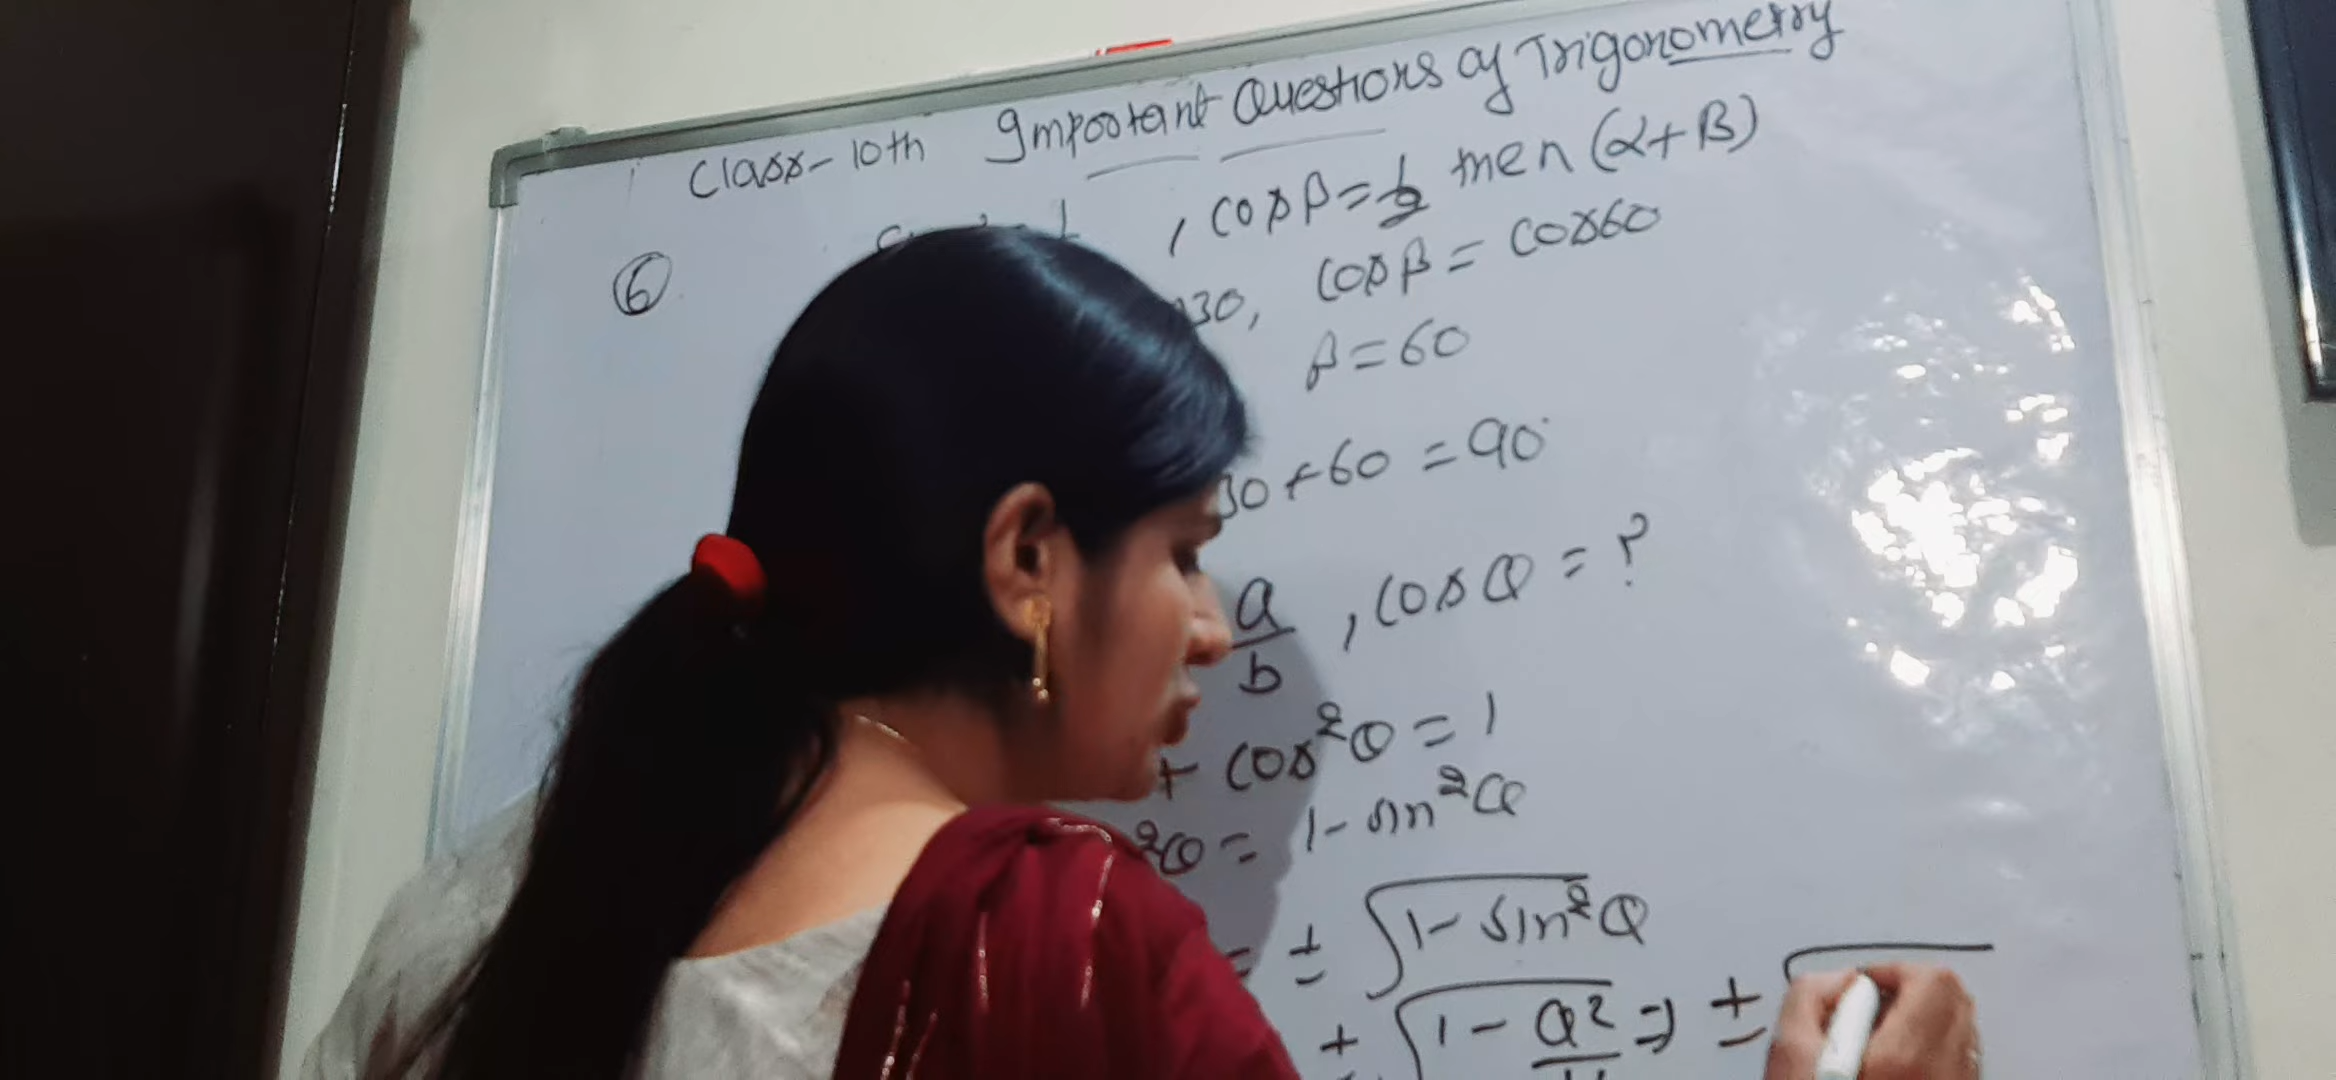 Class-10th Important Questions of Trigonometry
⑥ , cosβ=1/2 then (α+β)
30, cosβ = cos60
β=60
30+60 =90°
a/b , cosθ = ?
+ cos²θ = 1
²θ = 1-sin²θ
= ± √1-sin²θ
± √1-a² ⇒ ± √